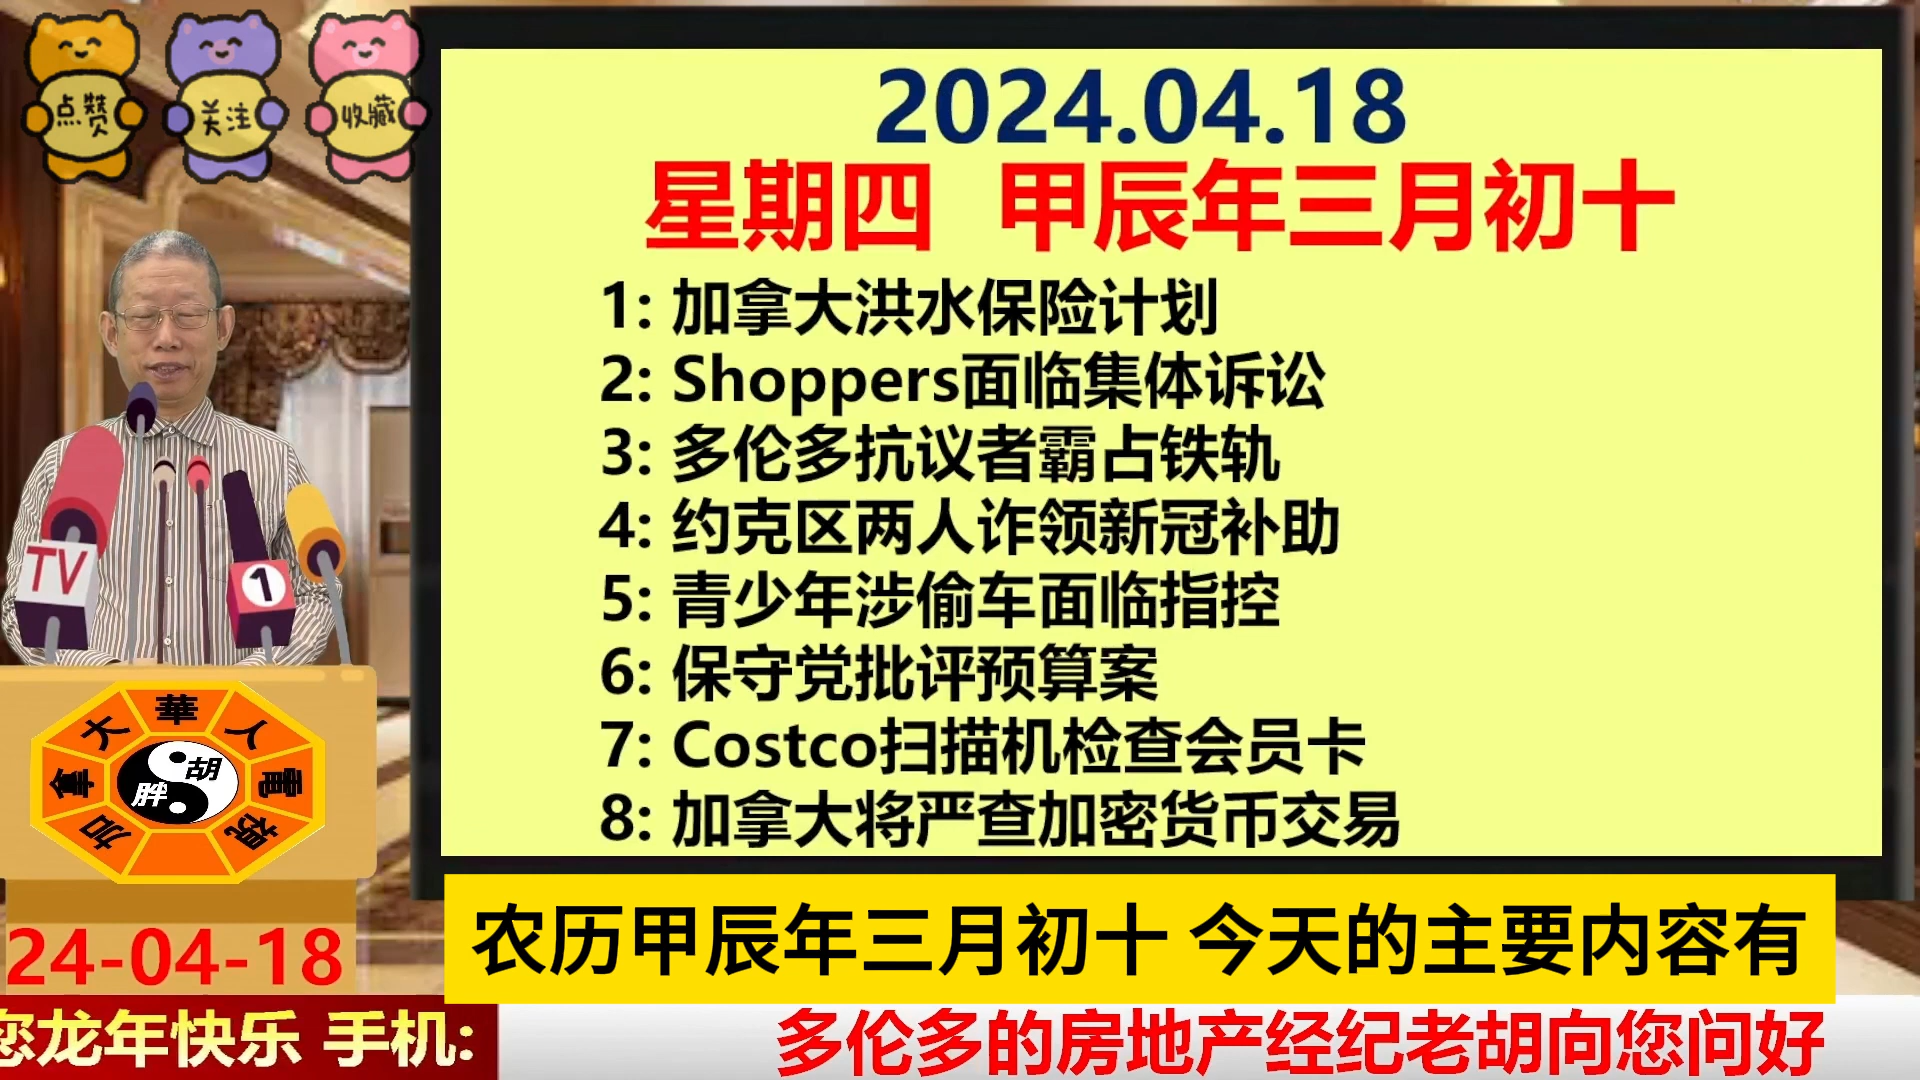 点赞
关注
收藏
2024.04.18
星期四 甲辰年三月初十
1: 加拿大洪水保险计划
2: Shoppers面临集体诉讼
3: 多伦多抗议者霸占铁轨
4: 约克区两人诈领新冠补助
5: 青少年涉偷车面临指控
6: 保守党批评预算案
7: Costco扫描机检查会员卡
8: 加拿大将严查加密货币交易
TV
1
加拿大華人電視
胡
胖
24-04-18
农历甲辰年三月初十 今天的主要内容有
您龙年快乐 手机:
多伦多的房地产经纪老胡向您问好